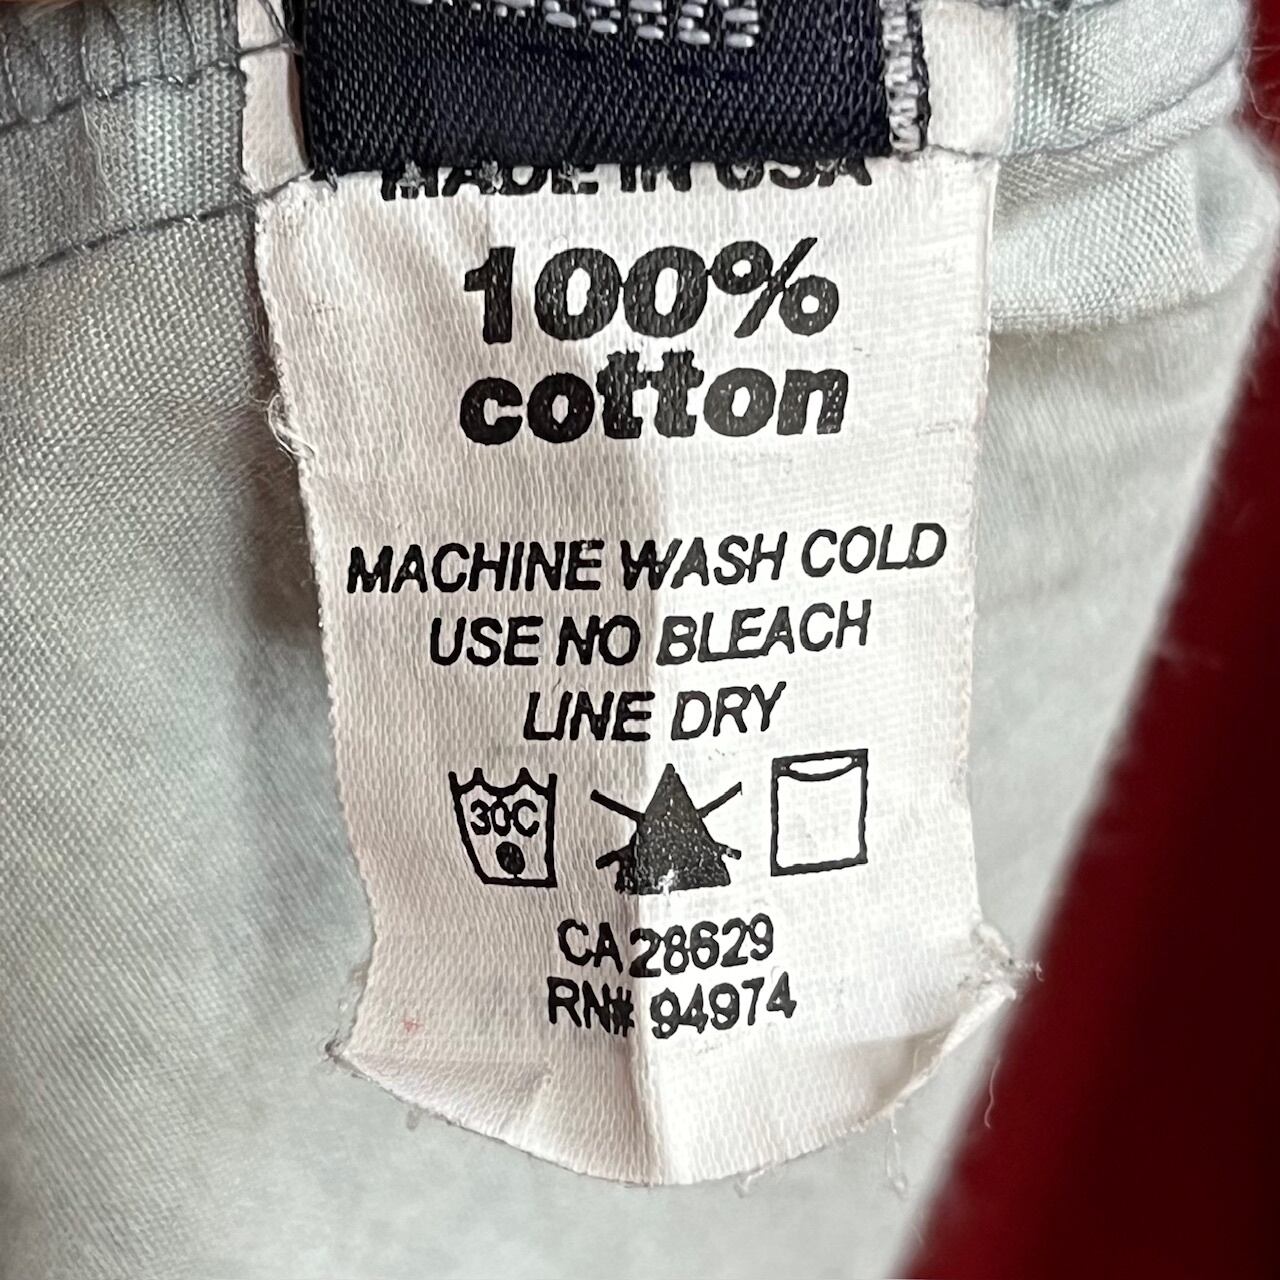 MADE IN USA
100%
cotton
MACHINE WASH COLD
USE NO BLEACH
LINE DRY
30C
CA 28629
RN# 94974